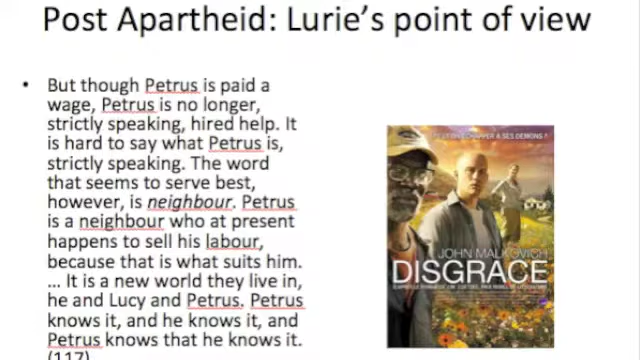 Post Apartheid: Lurie's point of view
• But though Petrus is paid a
wage, Petrus is no longer,
strictly speaking, hired help. It
is hard to say what Petrus is,
strictly speaking. The word
that seems to serve best,
however, is neighbour. Petrus
is a neighbour who at present
happens to sell his labour,
because that is what suits him.
... It is a new world they live in,
he and Lucy and Petrus. Petrus
knows it, and he knows it, and
Petrus knows that he knows it.
(117)
À SES DÉMONS ?
JOHN MALKOVICH
DISGRACE